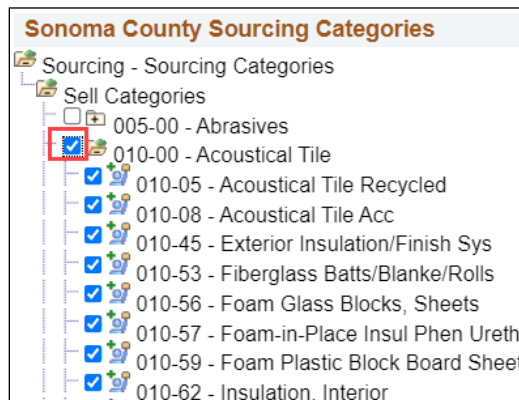 Sonoma County Sourcing Categories
Sourcing - Sourcing Categories
Sell Categories
005-00 - Abrasives
010-00 - Acoustical Tile
010-05 - Acoustical Tile Recycled
010-08 - Acoustical Tile Acc
010-45 - Exterior Insulation/Finish Sys
010-53 - Fiberglass Batts/Blanke/Rolls
010-56 - Foam Glass Blocks, Sheets
010-57 - Foam-in-Place Insul Phen Ureth
010-59 - Foam Plastic Block Board Sheet
010-62 - Insulation, Interior